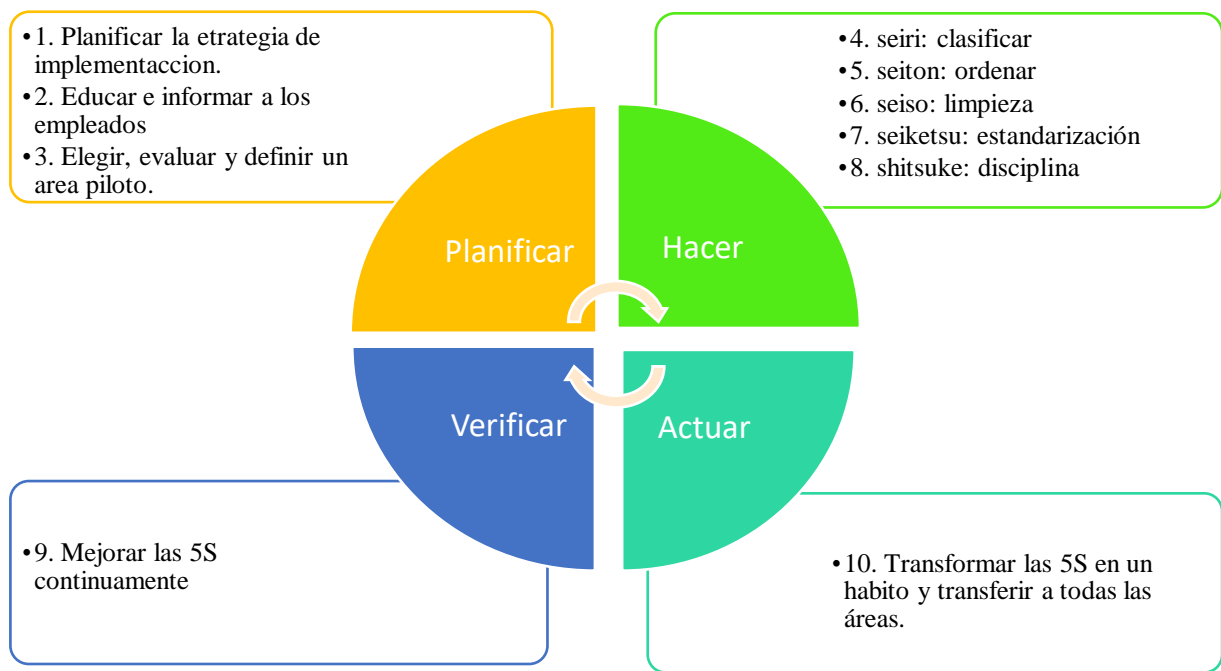 •1. Planificar la etrategia de
implementaccion.
•2. Educar e informar a los
empleados
•3. Elegir, evaluar y definir un
area piloto.
•4. seiri: clasificar
•5. seiton: ordenar
•6. seiso: limpieza
•7. seiketsu: estandarización
•8. shitsuke: disciplina
Planificar
Hacer
Verificar
Actuar
•9. Mejorar las 5S
continuamente
•10. Transformar las 5S en un
habito y transferir a todas las
áreas.